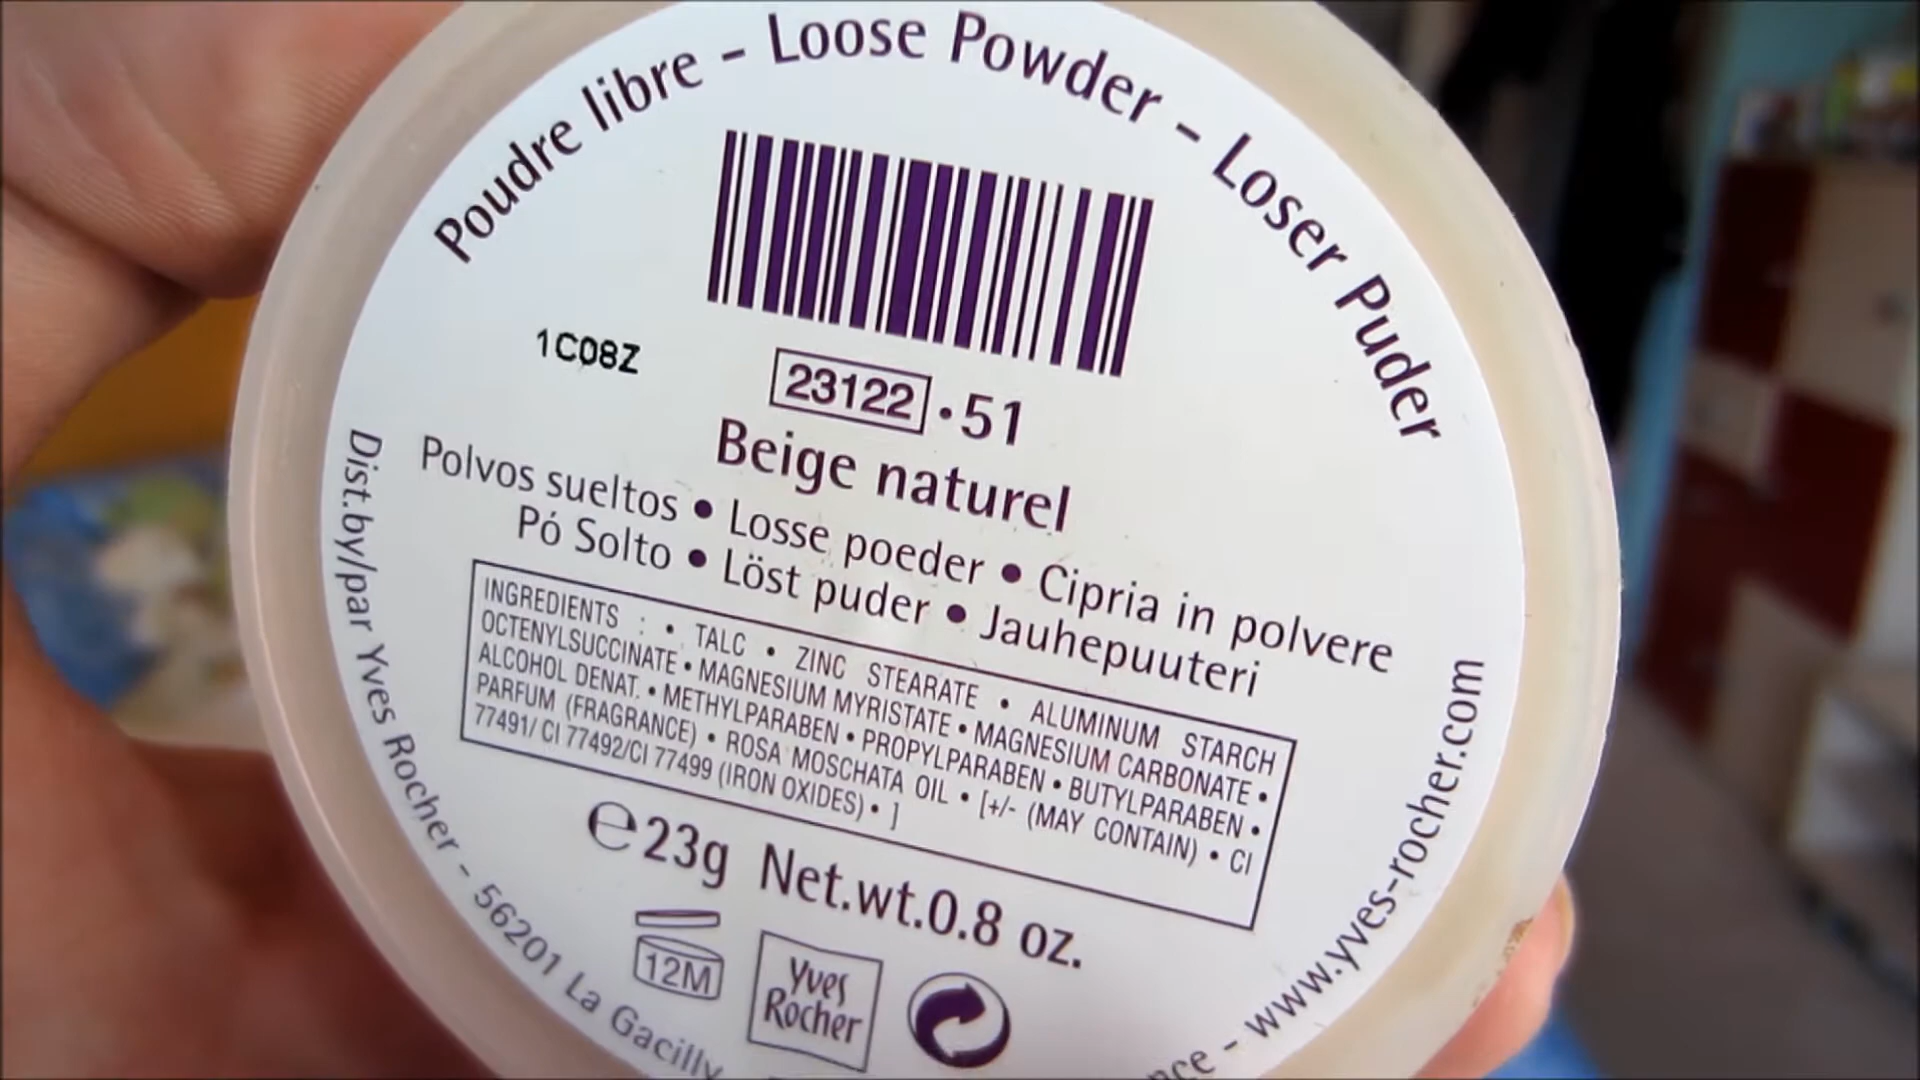 Poudre libre - Loose Powder - Loser Puder
1C08Z
23122 • 51
Beige naturel
Polvos sueltos • Losse poeder • Cipria in polvere
Pó Solto • Löst puder • Jauhepuuteri
INGREDIENTS : • TALC • ZINC STEARATE • ALUMINUM STARCH
OCTENYLSUCCINATE • MAGNESIUM MYRISTATE • MAGNESIUM CARBONATE •
ALCOHOL DENAT. • METHYLPARABEN • PROPYLPARABEN • BUTYLPARABEN •
PARFUM (FRAGRANCE) • ROSA MOSCHATA OIL • [+/- (MAY CONTAIN) • CI
77491/ CI 77492/CI 77499 (IRON OXIDES) • ]
℮23g Net.wt.0.8 oz.
12M
Yves
Rocher
Dist.by/par Yves Rocher - 56201 La Gacilly
- www.yves-rocher.com